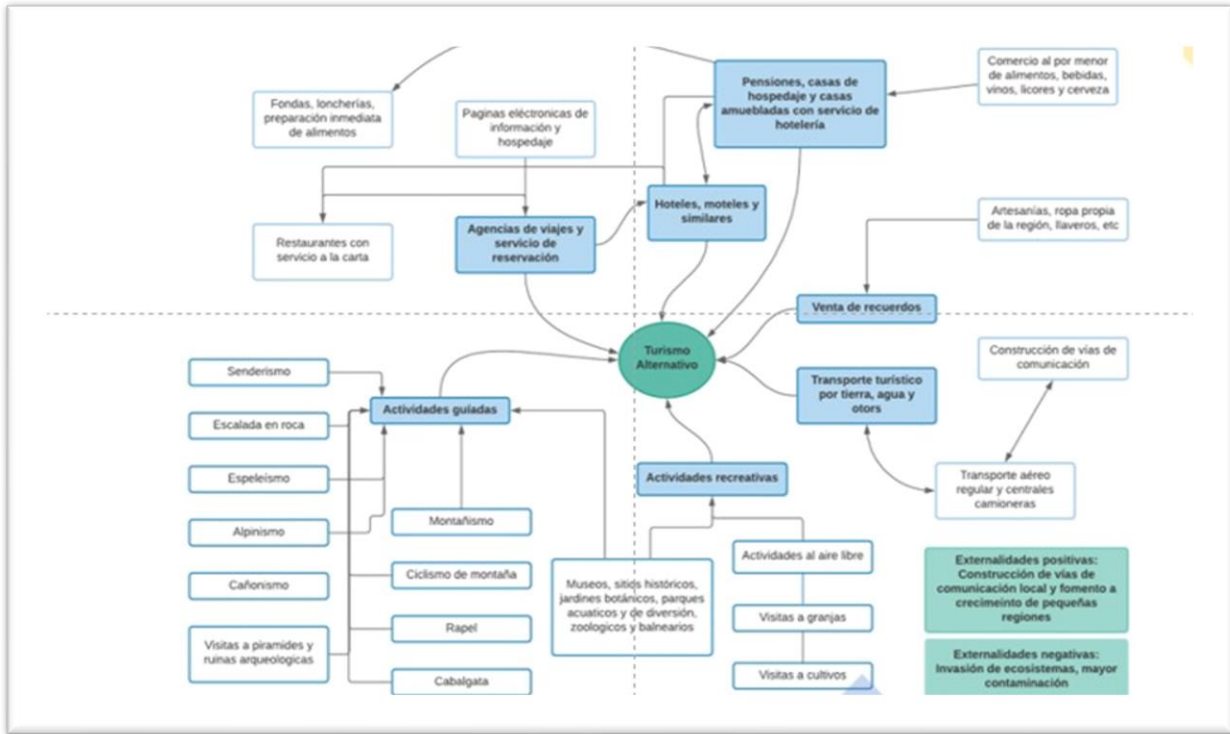 Fondas, loncherías,
preparación inmediata
de alimentos
Paginas eléctronicas de
información y
hospedaje
Pensiones, casas de
hospedaje y casas
amuebladas con servicio de
hotelería
Comercio al por menor
de alimentos, bebidas,
vinos, licores y cerveza
Restaurantes con
servicio a la carta
Agencias de viajes y
servicio de
reservación
Hoteles, moteles y
similares
Artesanías, ropa propia
de la región, llaveros, etc
Venta de recuerdos
Turismo
Alternativo
Construcción de vías de
comunicación
Transporte turístico
por tierra, agua y
otors
Transporte aéreo
regular y centrales
camioneras
Senderismo
Actividades guíadas
Escalada en roca
Espeleísmo
Alpinismo
Cañonismo
Visitas a piramides y
ruinas arqueologicas
Montañismo
Ciclismo de montaña
Rapel
Cabalgata
Actividades recreativas
Museos, sitios históricos,
jardines botánicos, parques
acuaticos y de diversión,
zoologicos y balnearios
Actividades al aire libre
Visitas a granjas
Visitas a cultivos
Externalidades positivas:
Construcción de vías de
comunicación local y fomento a
crecimeinto de pequeñas
regiones
Externalidades negativas:
Invasión de ecosistemas, mayor
contaminación